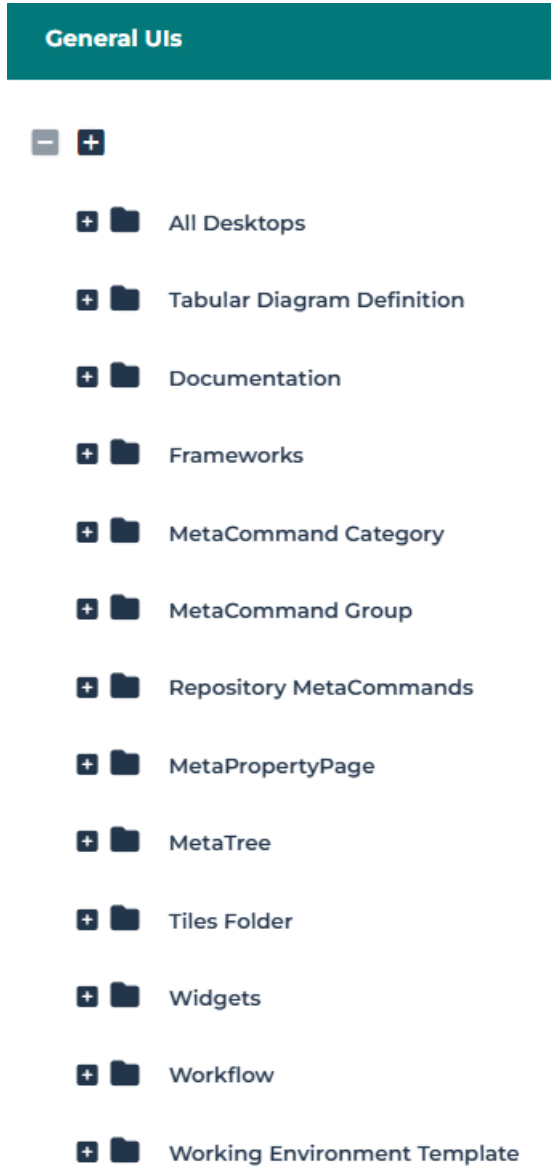 General UIs
All Desktops
Tabular Diagram Definition
Documentation
Frameworks
MetaCommand Category
MetaCommand Group
Repository MetaCommands
MetaPropertyPage
MetaTree
Tiles Folder
Widgets
Workflow
Working Environment Template